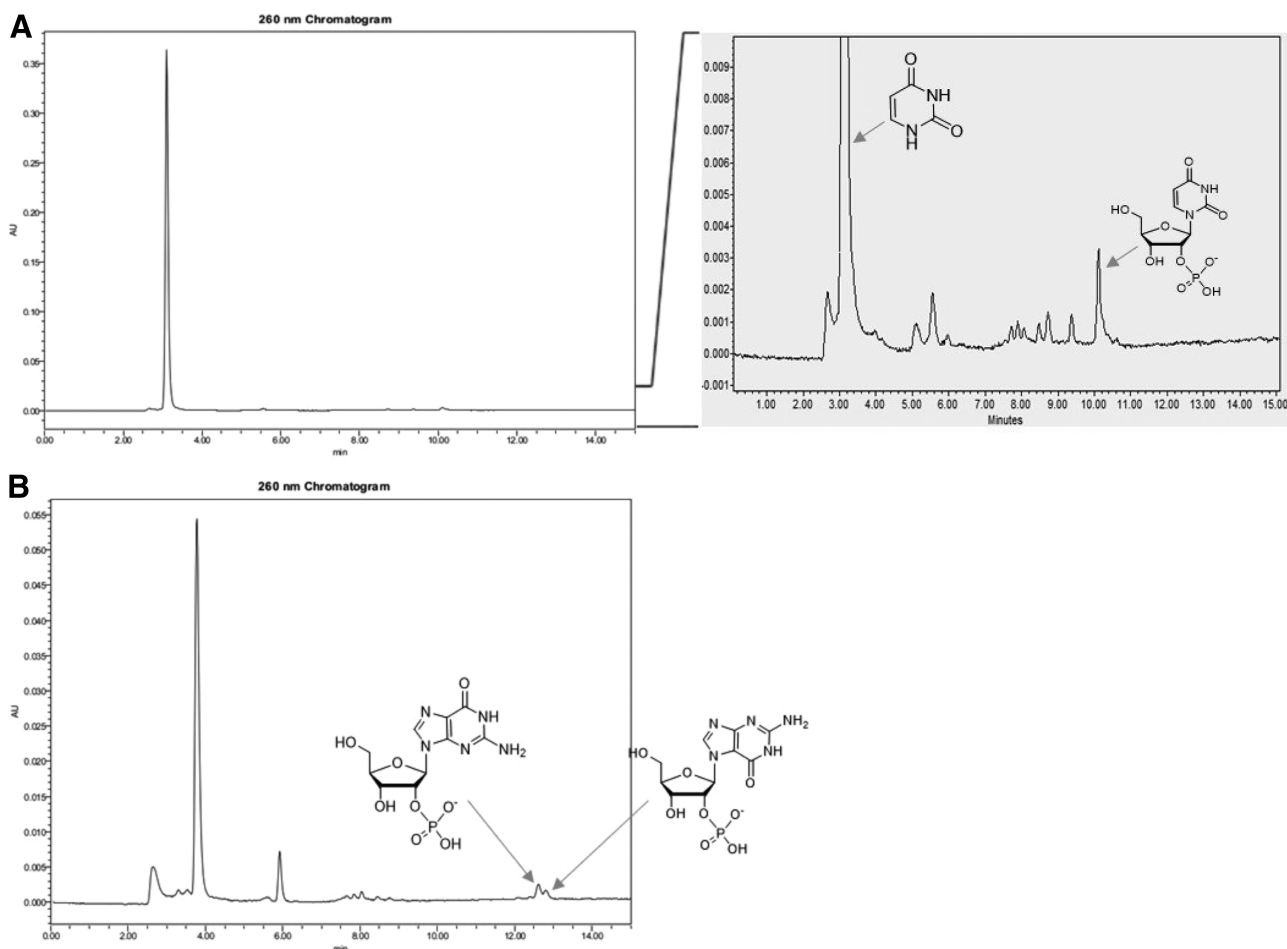 A
260 nm Chromatogram
AU
0.35
0.30
0.25
0.20
0.15
0.10
0.05
0.00
0.00 2.00 4.00 6.00 8.00 10.00 12.00 14.00
min
0.009
0.008
0.007
0.006
0.005
0.004
0.003
0.002
0.001
0.000
-0.001
1.00 2.00 3.00 4.00 5.00 6.00 7.00 8.00 9.00 10.00 11.00 12.00 13.00 14.00 15.00
Minutes
O
NH
N
H
O
O
NH
N
O
HO
O
OH
O
P
O-
O
OH
B
260 nm Chromatogram
AU
0.055
0.050
0.045
0.040
0.035
0.030
0.025
0.020
0.015
0.010
0.005
0.000
0.00 2.00 4.00 6.00 8.00 10.00 12.00 14.00
min
O
N
NH
N
N
NH2
HO
O
OH
O
P
O-
O
OH
N
N
NH2
N
NH
O
HO
O
OH
O
P
O-
O
OH